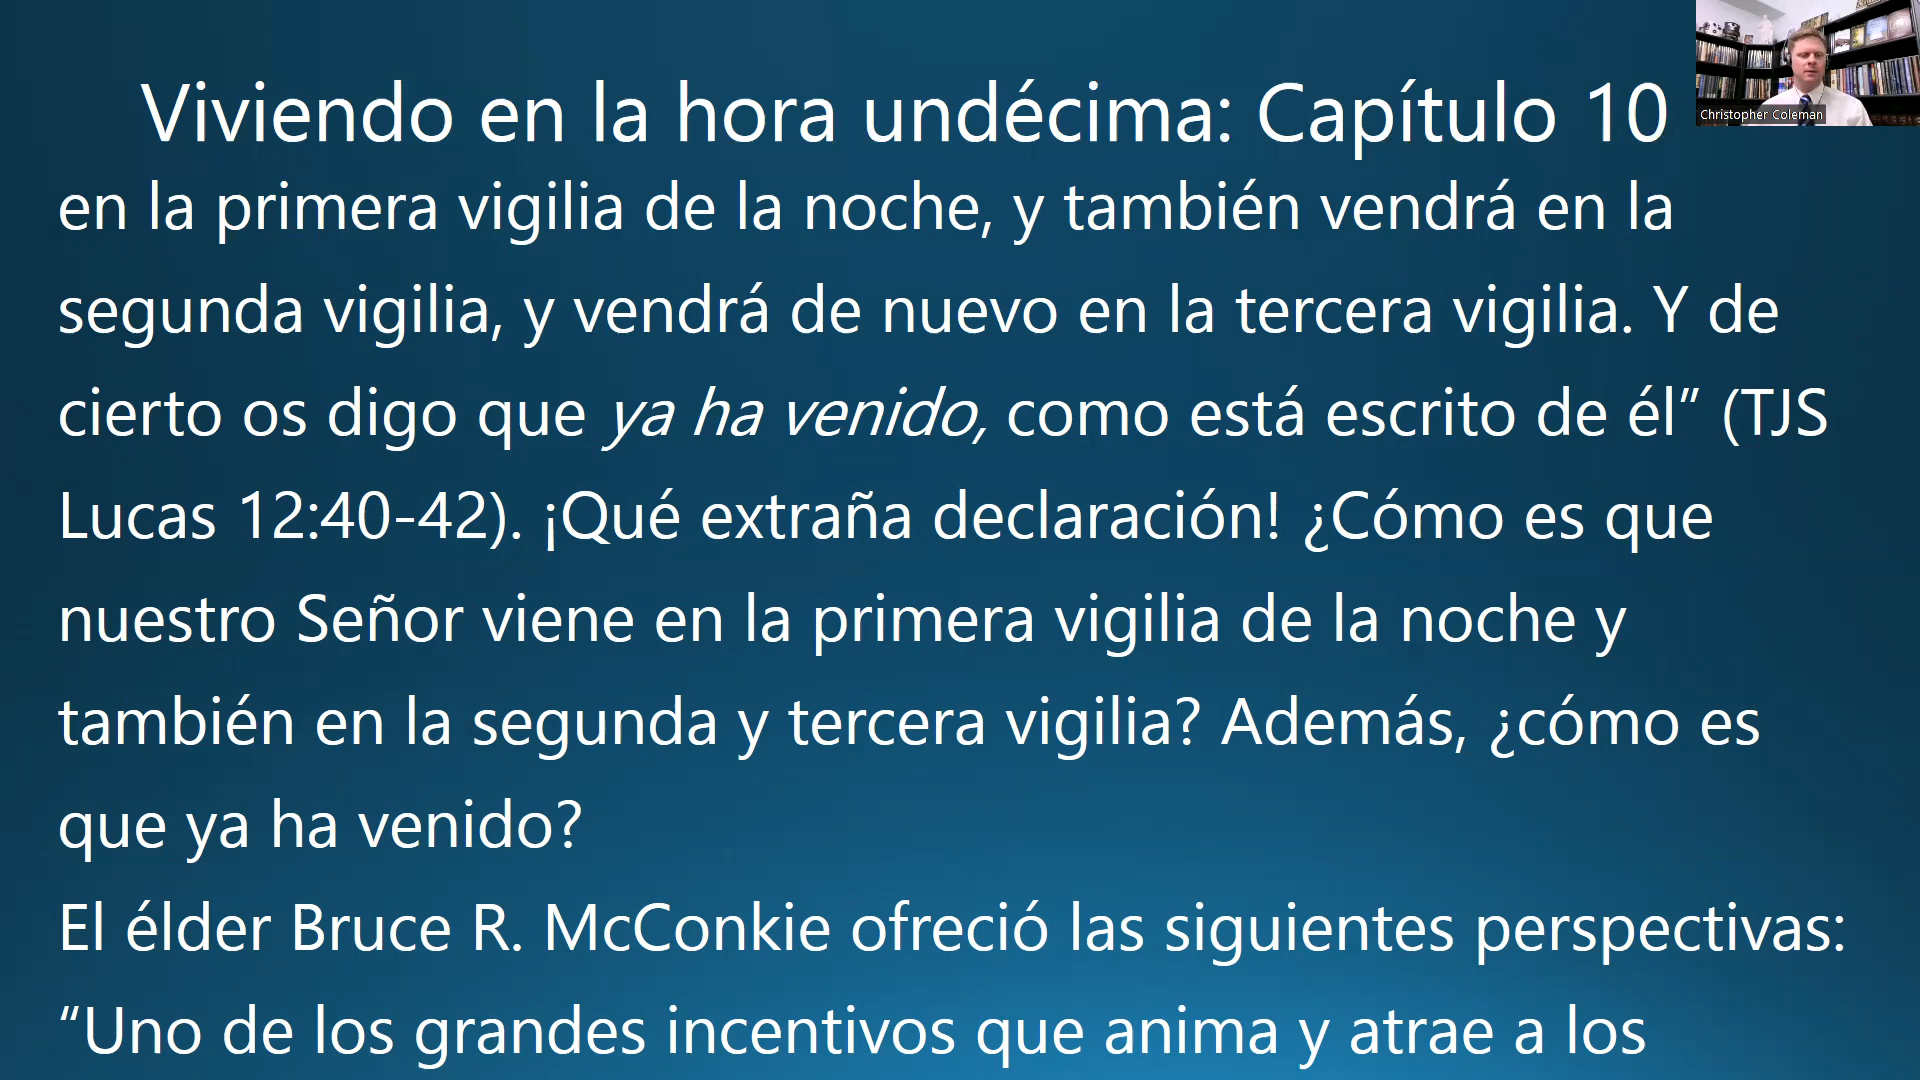 Viviendo en la hora undécima: Capítulo 10
Christopher Coleman
en la primera vigilia de la noche, y también vendrá en la
segunda vigilia, y vendrá de nuevo en la tercera vigilia. Y de
cierto os digo que ya ha venido, como está escrito de él” (TJS
Lucas 12:40-42). ¡Qué extraña declaración! ¿Cómo es que
nuestro Señor viene en la primera vigilia de la noche y
también en la segunda y tercera vigilia? Además, ¿cómo es
que ya ha venido?
El élder Bruce R. McConkie ofreció las siguientes perspectivas:
“Uno de los grandes incentivos que anima y atrae a los